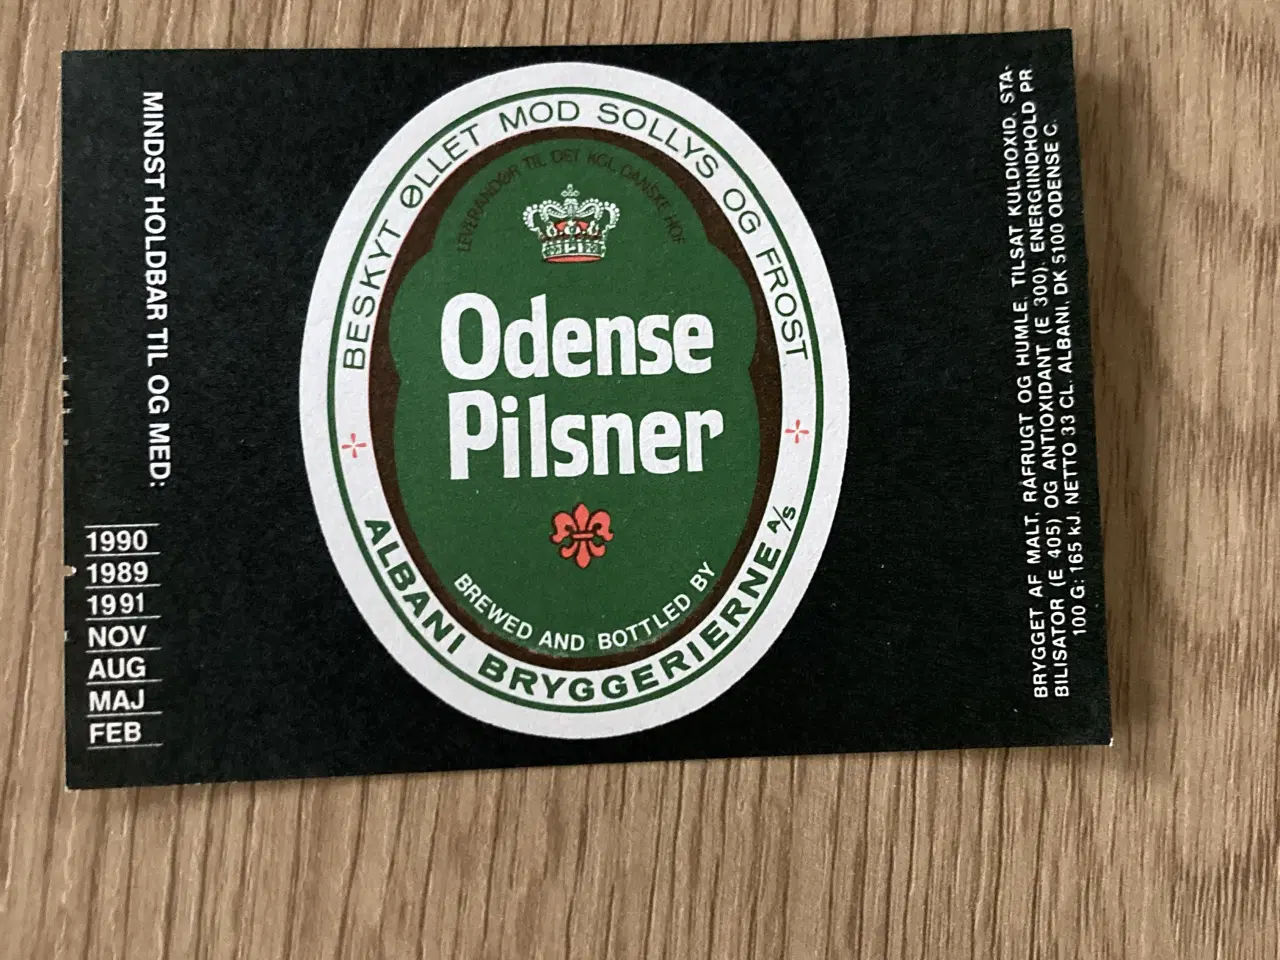 MINDST HOLDBAR TIL OG MED:
1990
1989
1991
NOV
AUG
MAJ
FEB
BESKYT ØLLET MOD SOLLYS OG FROST
LEVERANDØR TIL DET KGL. DANSKE HOF
Odense
Pilsner
BREWED AND BOTTLED BY
ALBANI BRYGGERIERNE A/S
BRYGGET AF MALT, RÅFRUGT OG HUMLE. TILSAT KULDIOXID, STA-
BILISATOR (E 405) OG ANTIOXIDANT (E 300). ENERGIINDHOLD PR.
100 G: 165 KJ. NETTO 33 CL. ALBANI, DK 5100 ODENSE C.